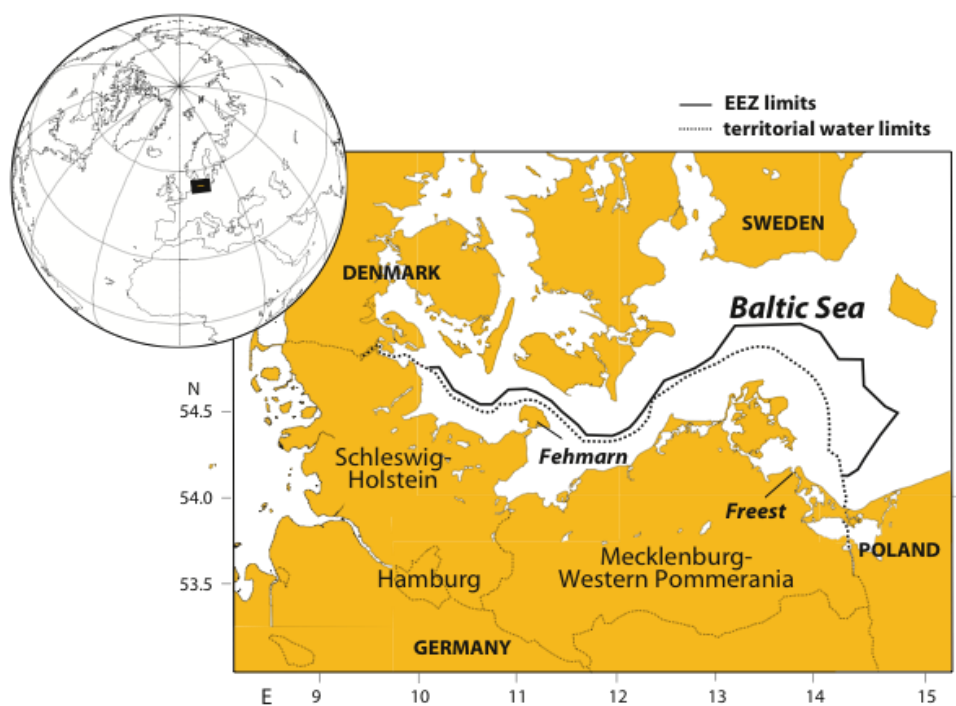 EEZ limits
territorial water limits
SWEDEN
DENMARK
Baltic Sea
N
54.5
Fehmarn
Schleswig-
Holstein
54.0
Freest
POLAND
Mecklenburg-
Western Pommerania
53.5
Hamburg
GERMANY
E
9
10
11
12
13
14
15